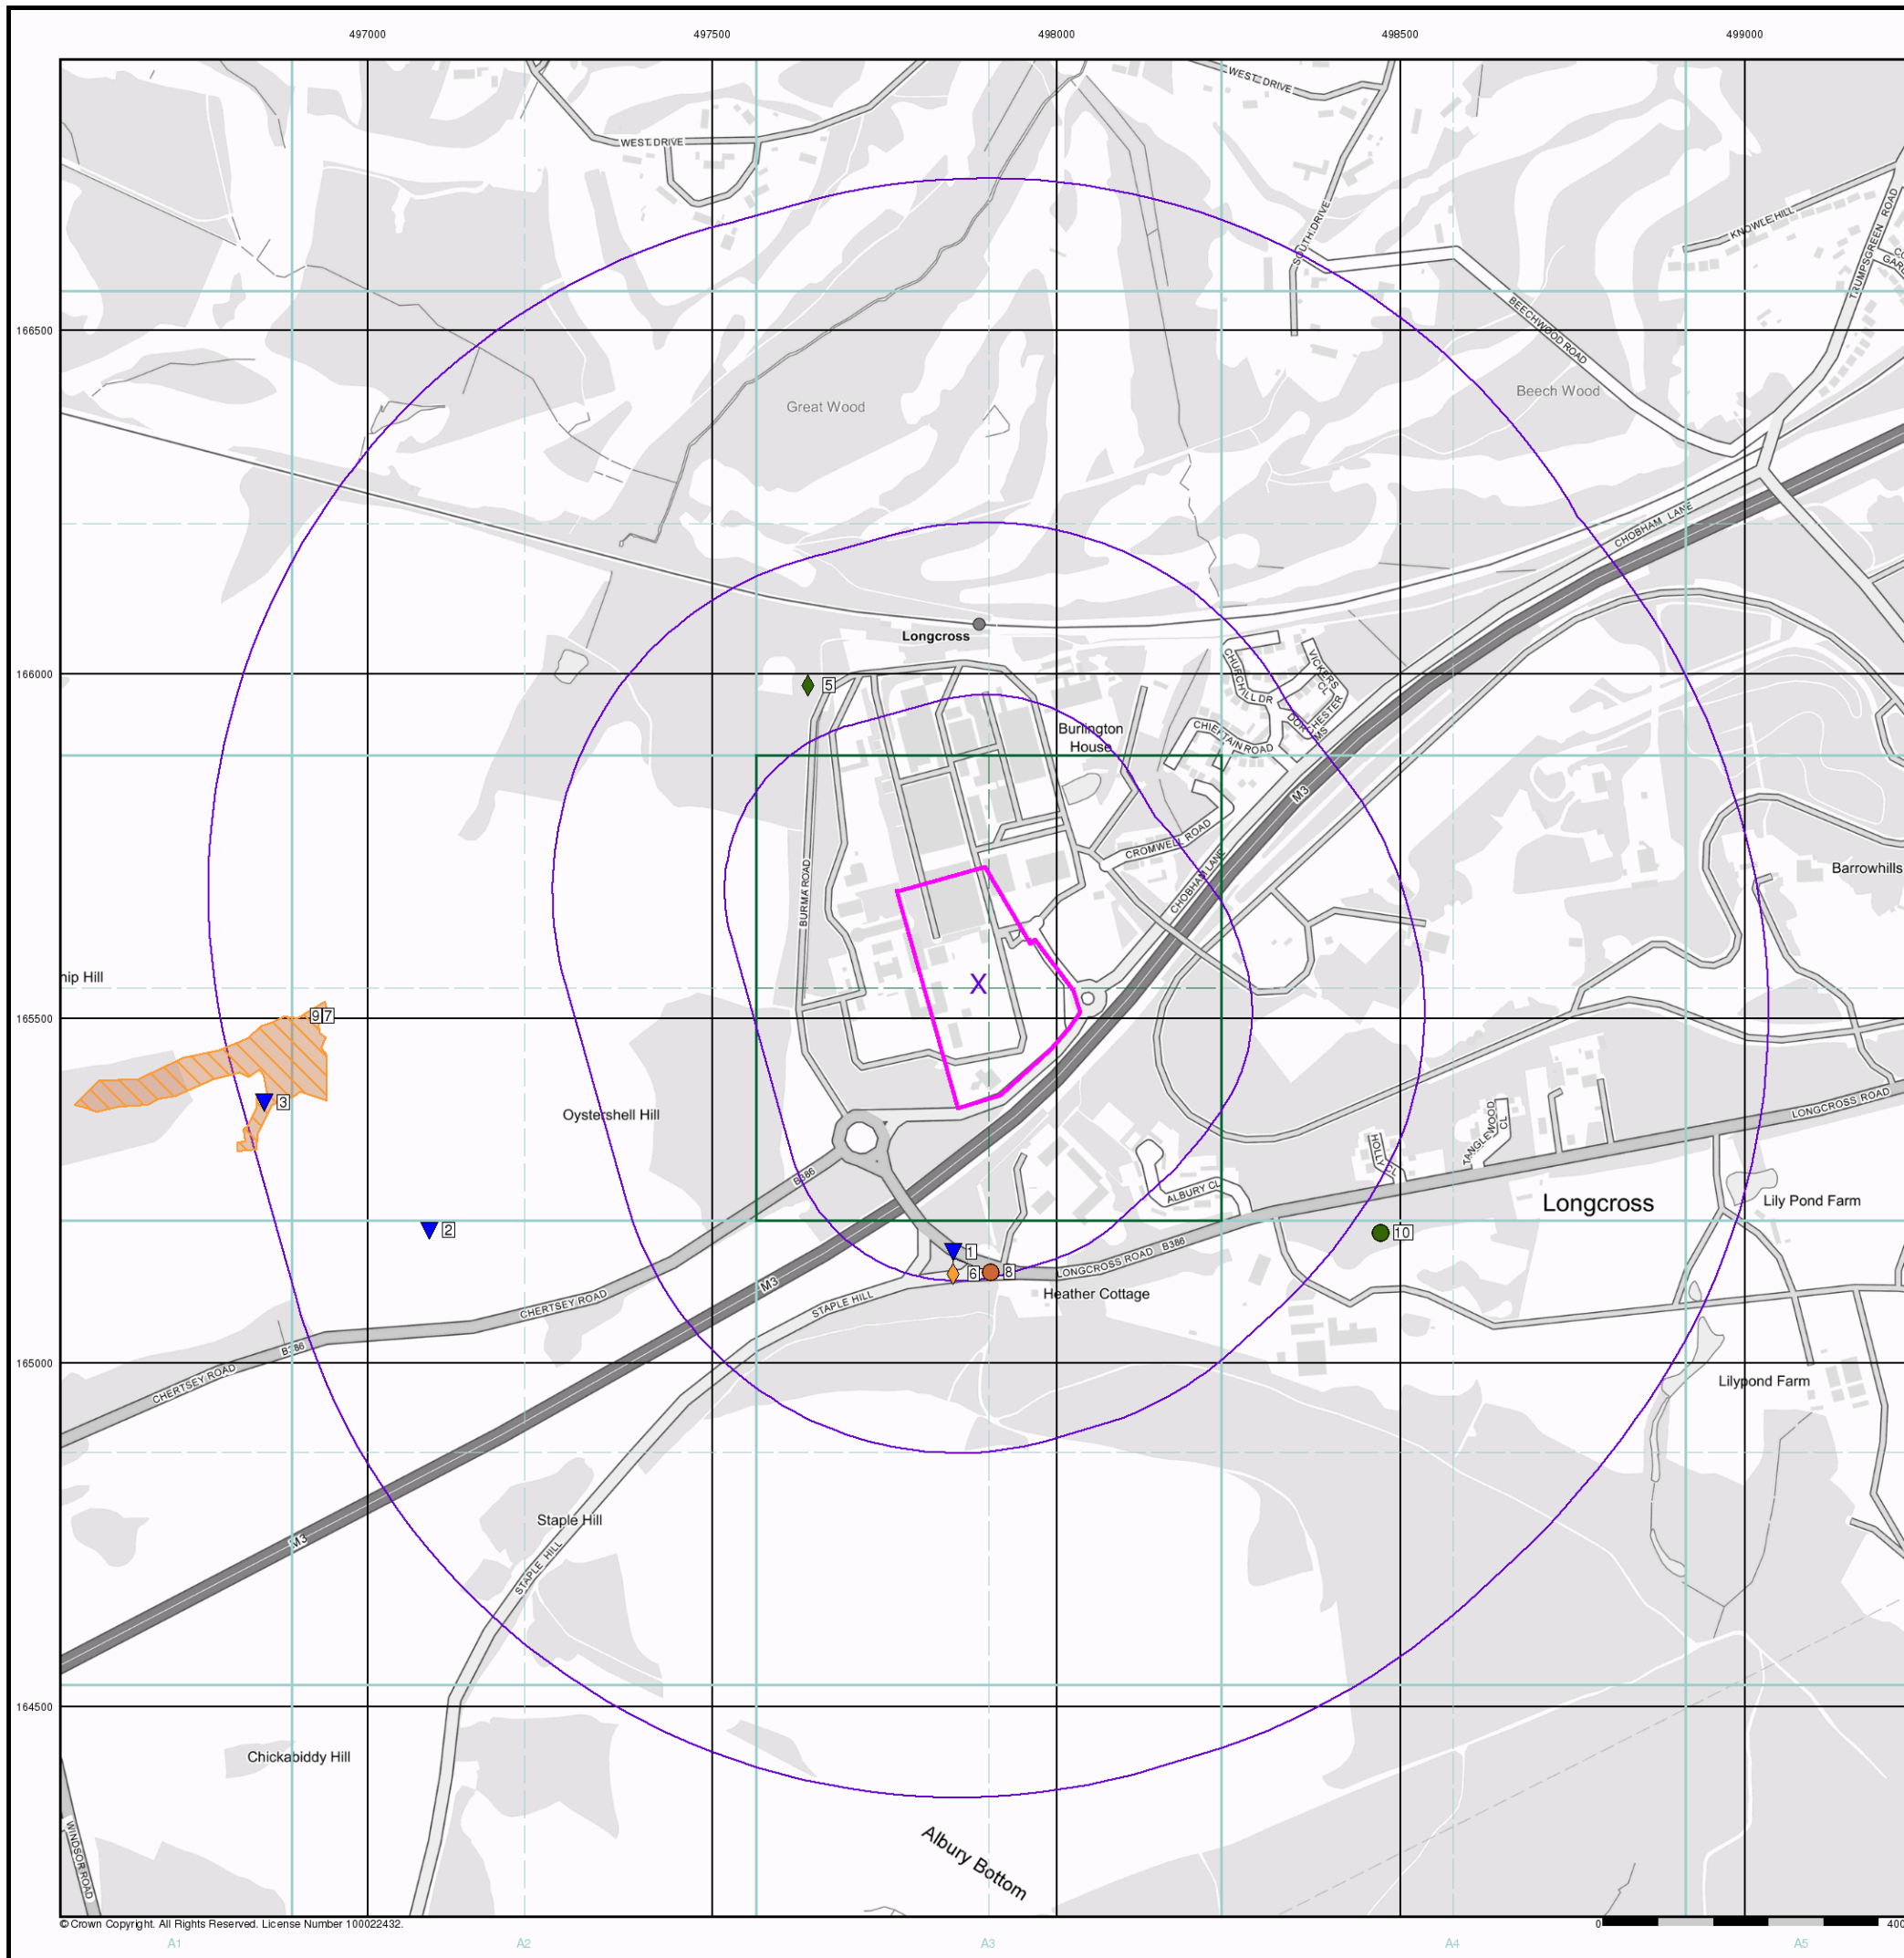 497000
497500
498000
498500
499000
WEST DRIVE
WEST DRIVE
SOUTH DRIVE
KNOWLE HILL
TRUMPSGREEN ROAD
166500
BEECHWOOD ROAD
Great Wood
Beech Wood
CHOBHAM LANE
Longcross
166000
5
CHURCHILL DR
VICKERS
CL
DORCHESTER
MS
CHIEFTAIN ROAD
Burlington
House
M3
CROMWELL ROAD
CHOBHAM LANE
BURMA ROAD
Barrowhills
X
hip Hill
165500
9
7
3
Oystershell Hill
TANGLEWOOD
CL
LONGCROSS ROAD
HOLLY
CL
B386
ALBURY CL
Longcross
Lily Pond Farm
2
10
1
6
8
LONGCROSS ROAD B386
M3
CHERTSEY ROAD
STAPLE HILL
Heather Cottage
B386
165000
CHERTSEY ROAD
Lilypond Farm
Staple Hill
M3
STAPLE HILL
164500
Chickabiddy Hill
WINDSOR ROAD
Albury Bottom
© Crown Copyright. All Rights Reserved. License Number 100022432.
0
400
A1
A2
A3
A4
A5